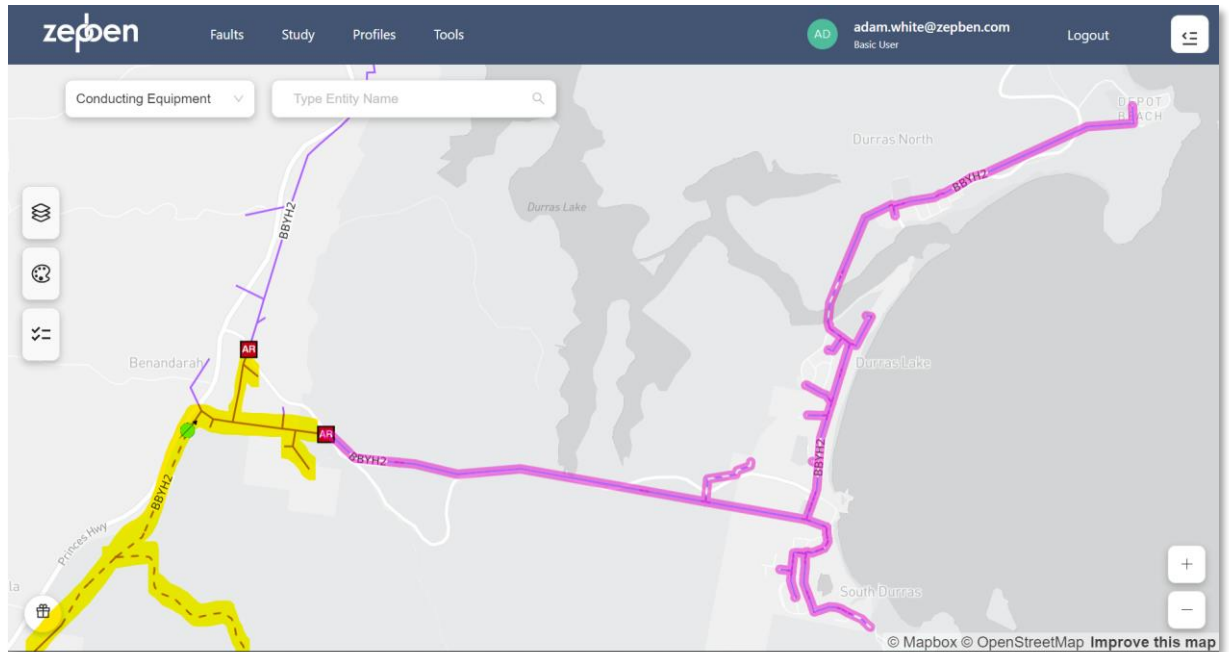 zepben
Faults
Study
Profiles
Tools
AD
adam.white@zepben.com
Basic User
Logout
Conducting Equipment
Type Entity Name
DEPOT
BEACH
Durras North
BBYH2
Durras Lake
BBYH2
AR
Benandarah
Durras Lake
AR
BBYH2
BBYH2
BBYH2
Princes Hwy
South Durras
la
© Mapbox © OpenStreetMap Improve this map